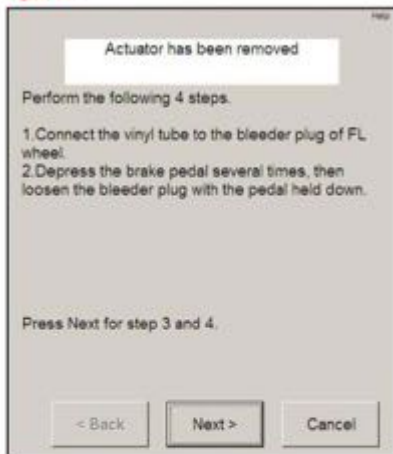 Help
Actuator has been removed
Perform the following 4 steps.
1.Connect the vinyl tube to the bleeder plug of FL
wheel.
2.Depress the brake pedal several times, then
loosen the bleeder plug with the pedal held down.
Press Next for step 3 and 4.
< Back
Next >
Cancel